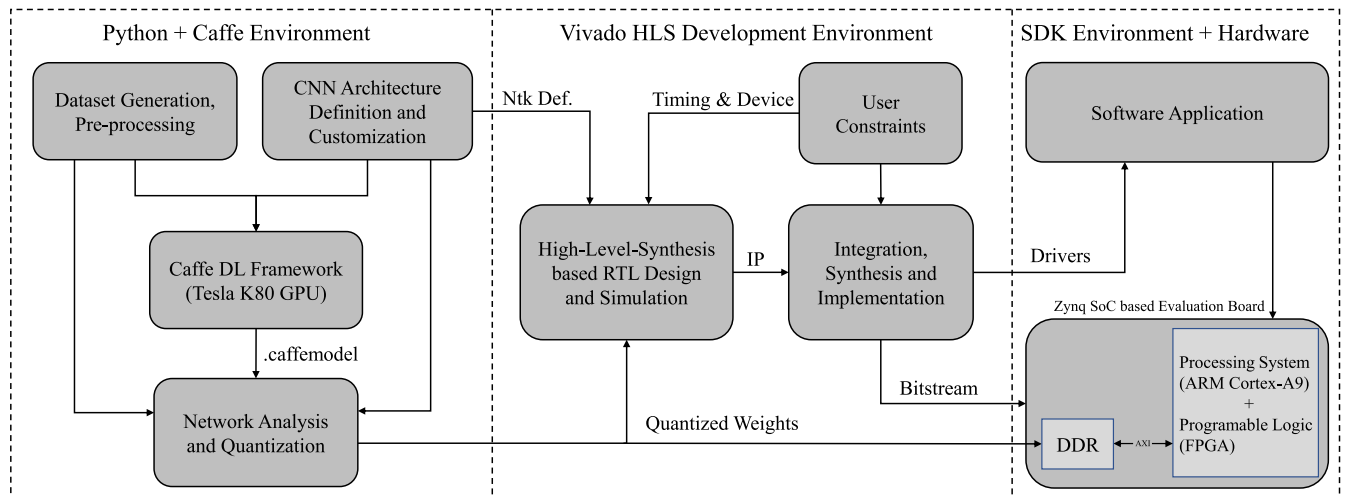 Python + Caffe Environment
Dataset Generation,
Pre-processing
CNN Architecture
Definition and
Customization
Caffe DL Framework
(Tesla K80 GPU)
.caffemodel
Network Analysis
and Quantization
Vivado HLS Development Environment
Ntk Def.
Timing & Device
User
Constraints
High-Level-Synthesis
based RTL Design
and Simulation
IP
Integration,
Synthesis and
Implementation
Bitstream
Quantized Weights
SDK Environment + Hardware
Software Application
Drivers
Zynq SoC based Evaluation Board
Processing System
(ARM Cortex-A9)
+
Programable Logic
(FPGA)
DDR
AXI